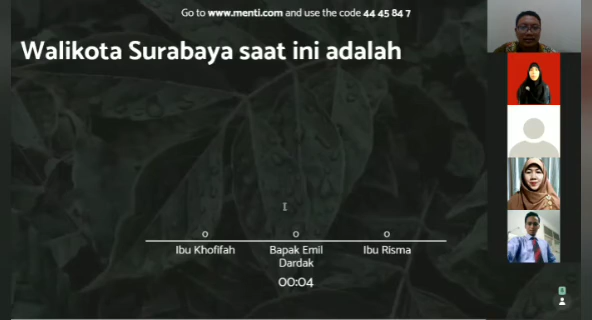 Go to www.menti.com and use the code 44 45 84 7
Walikota Surabaya saat ini adalah
0 0 0
Ibu Khofifah Bapak Emil Dardak Ibu Risma
00:04